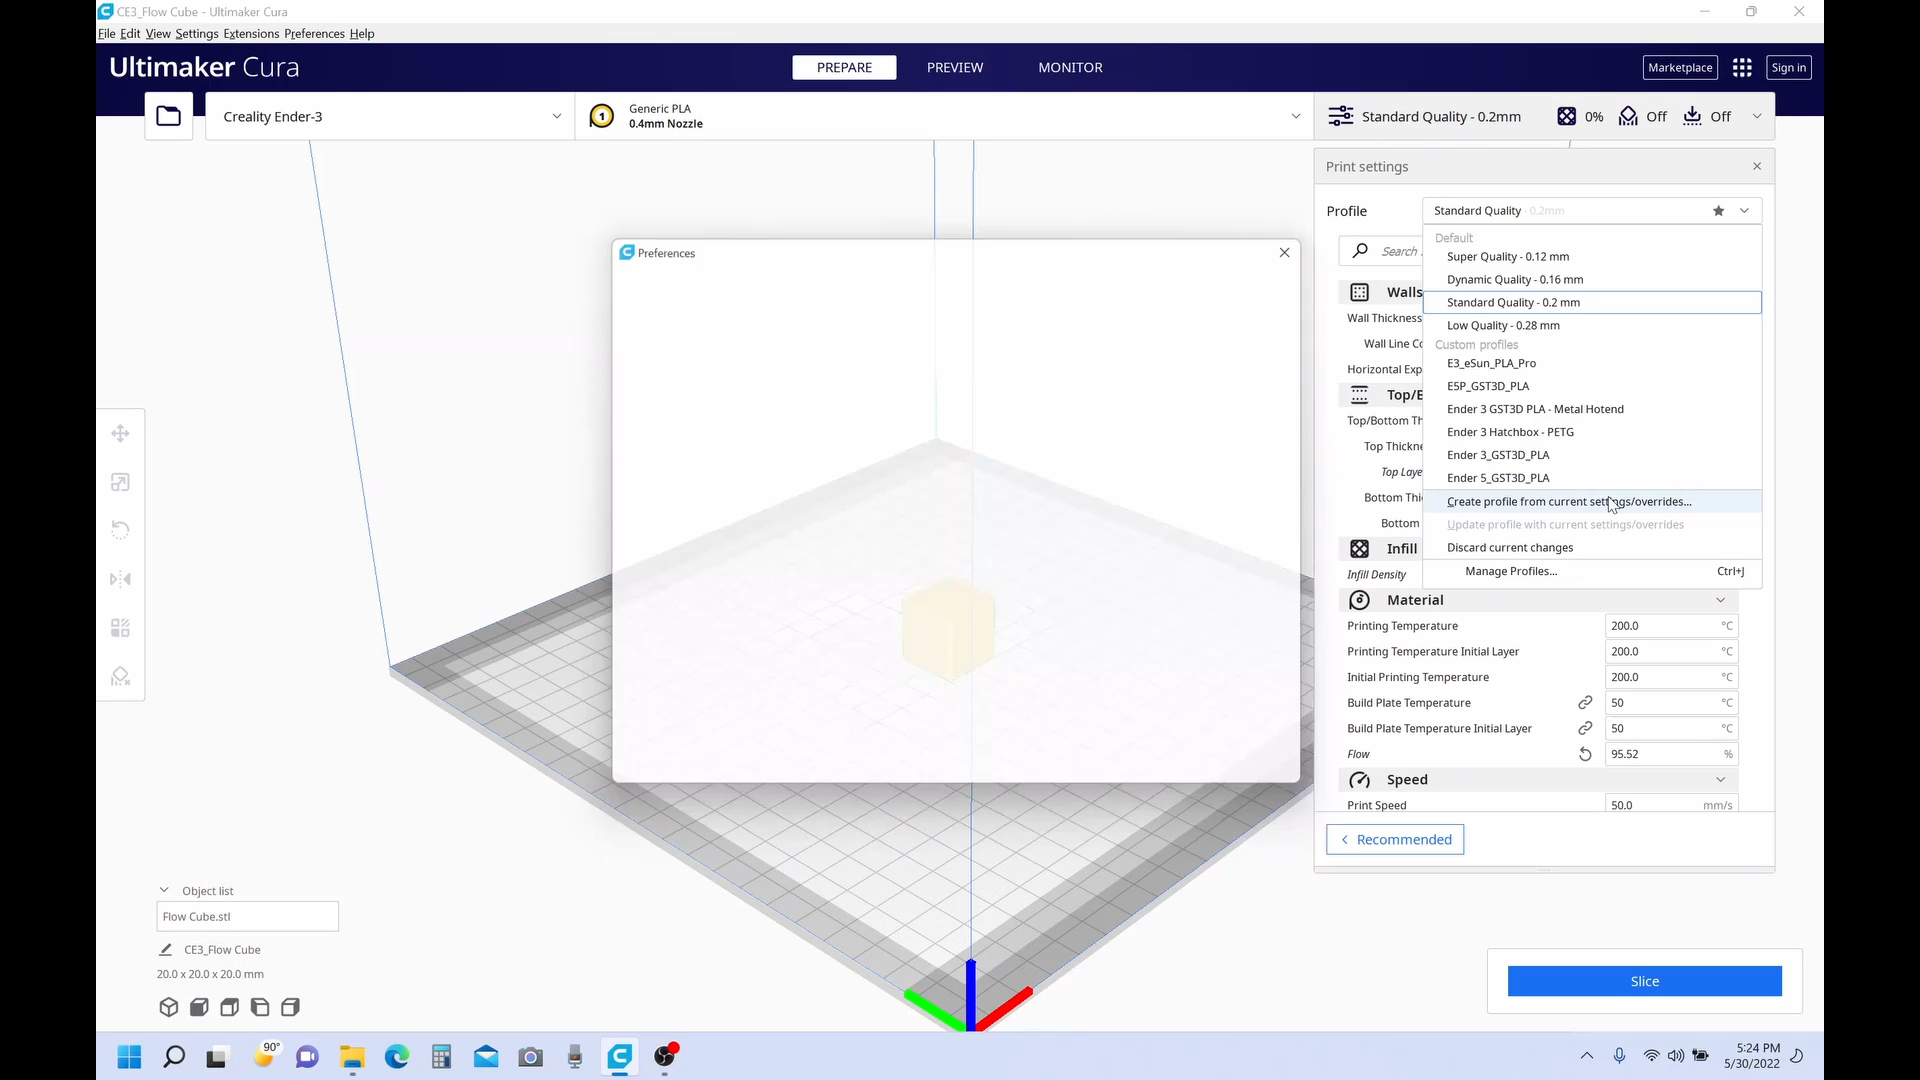 CE3_Flow Cube - Ultimaker Cura
File Edit View Settings Extensions Preferences Help
Ultimaker Cura
PREPARE
PREVIEW
MONITOR
Marketplace
Sign in
Creality Ender-3
1
Generic PLA
0.4mm Nozzle
Standard Quality - 0.2mm
0%
Off
Off
Print settings
Profile
Standard Quality - 0.2mm
Search
Default
Super Quality - 0.12 mm
Dynamic Quality - 0.16 mm
Standard Quality - 0.2 mm
Low Quality - 0.28 mm
Custom profiles
E3_eSun_PLA_Pro
E5P_GST3D_PLA
Ender 3 GST3D PLA - Metal Hotend
Ender 3 Hatchbox - PETG
Ender 3_GST3D_PLA
Ender 5_GST3D_PLA
Create profile from current settings/overrides...
Update profile with current settings/overrides
Discard current changes
Manage Profiles... Ctrl+J
Walls
Wall Thickness
Wall Line Co
Horizontal Exp
Top/B
Top/Bottom Th
Top Thickne
Top Laye
Bottom Thi
Bottom
Infill
Infill Density
Material
Printing Temperature 200.0 °C
Printing Temperature Initial Layer 200.0 °C
Initial Printing Temperature 200.0 °C
Build Plate Temperature 50 °C
Build Plate Temperature Initial Layer 50 °C
Flow 95.52 %
Speed
Print Speed 50.0 mm/s
Recommended
Preferences
Object list
Flow Cube.stl
CE3_Flow Cube
20.0 x 20.0 x 20.0 mm
Slice
90°
5:24 PM
5/30/2022